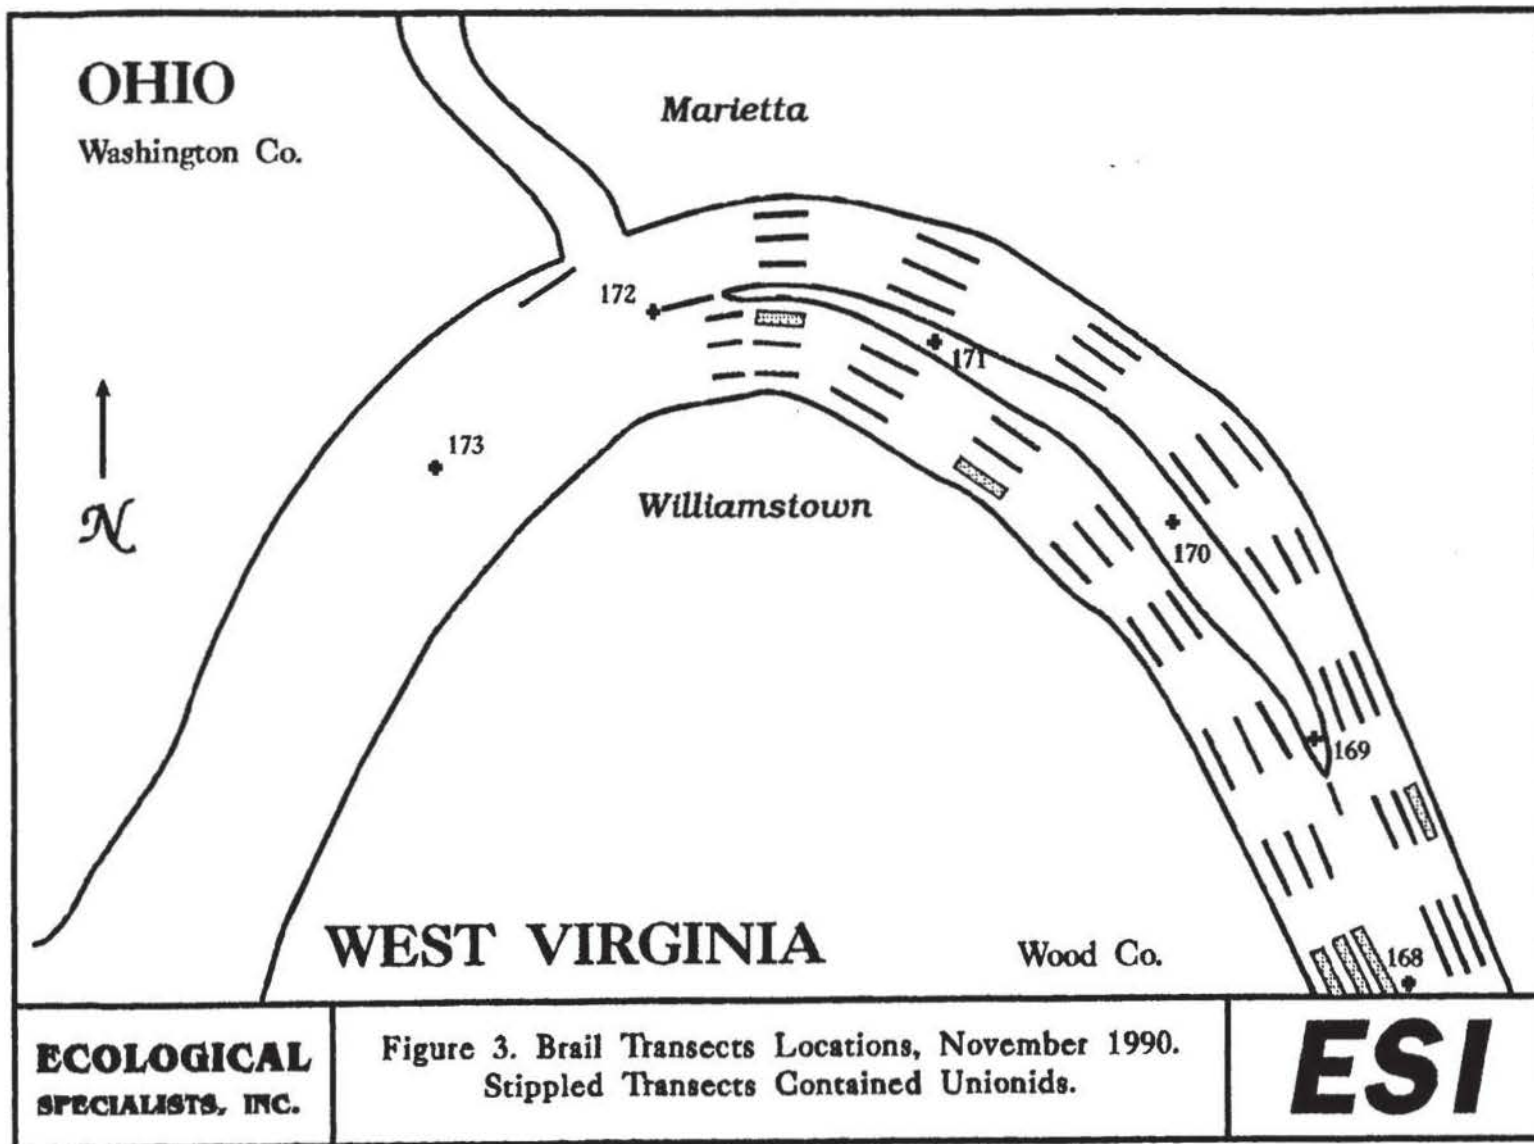 OHIO
Washington Co.
Marietta
172
171
173
N
Williamstown
170
169
WEST VIRGINIA
Wood Co.
168
ECOLOGICAL
SPECIALISTS, INC.
Figure 3. Brail Transects Locations, November 1990.
Stippled Transects Contained Unionids.
ESI